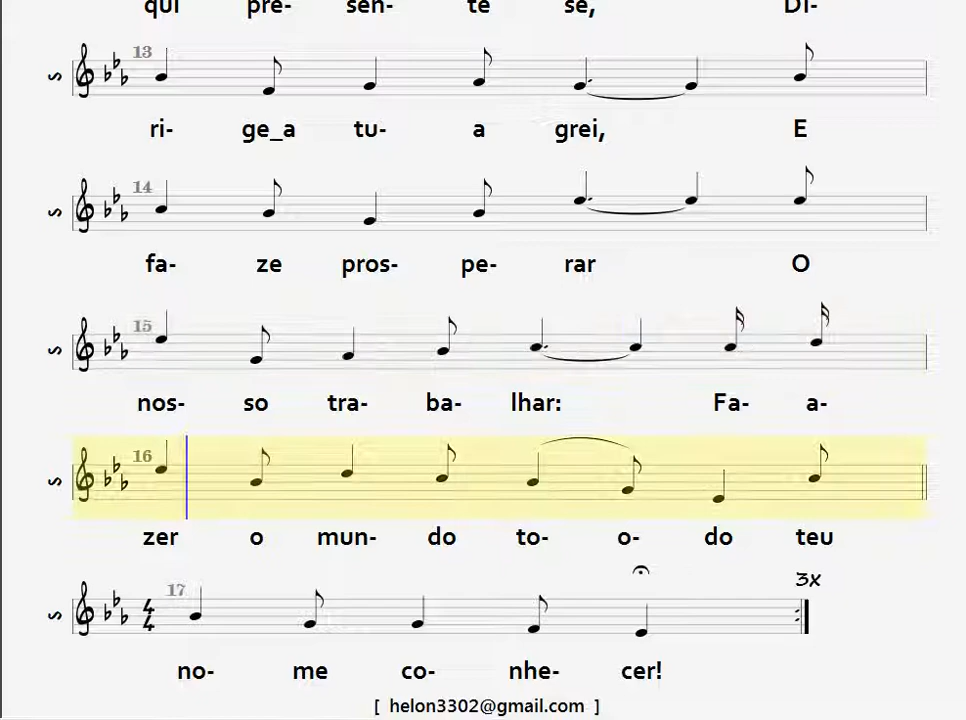 qui pre- sen- te se, Di-
13
S
ri- ge_a tu- a grei, E
14
S
fa- ze pros- pe- rar O
15
S
nos- so tra- ba- lhar: Fa- a-
16
S
zer o mun- do to- o- do teu
17 3x
S 4/4
no- me co- nhe- cer!
[ helon3302@gmail.com ]